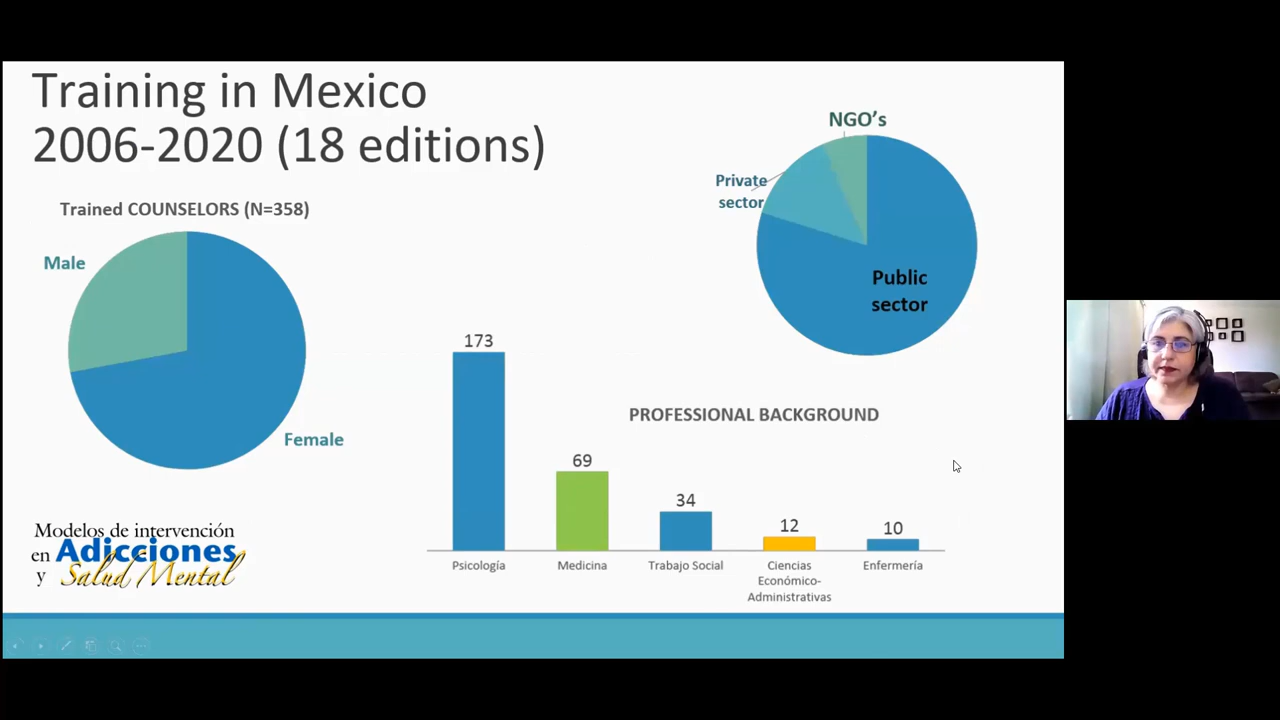 Training in Mexico
2006-2020 (18 editions)
Trained COUNSELORS (N=358)
Male
Female
NGO’s
Private
sector
Public
sector
PROFESSIONAL BACKGROUND
173
69
34
12
10
Psicología
Medicina
Trabajo Social
Ciencias
Económico-
Administrativas
Enfermería
Modelos de intervención
en Adicciones
y Salud Mental